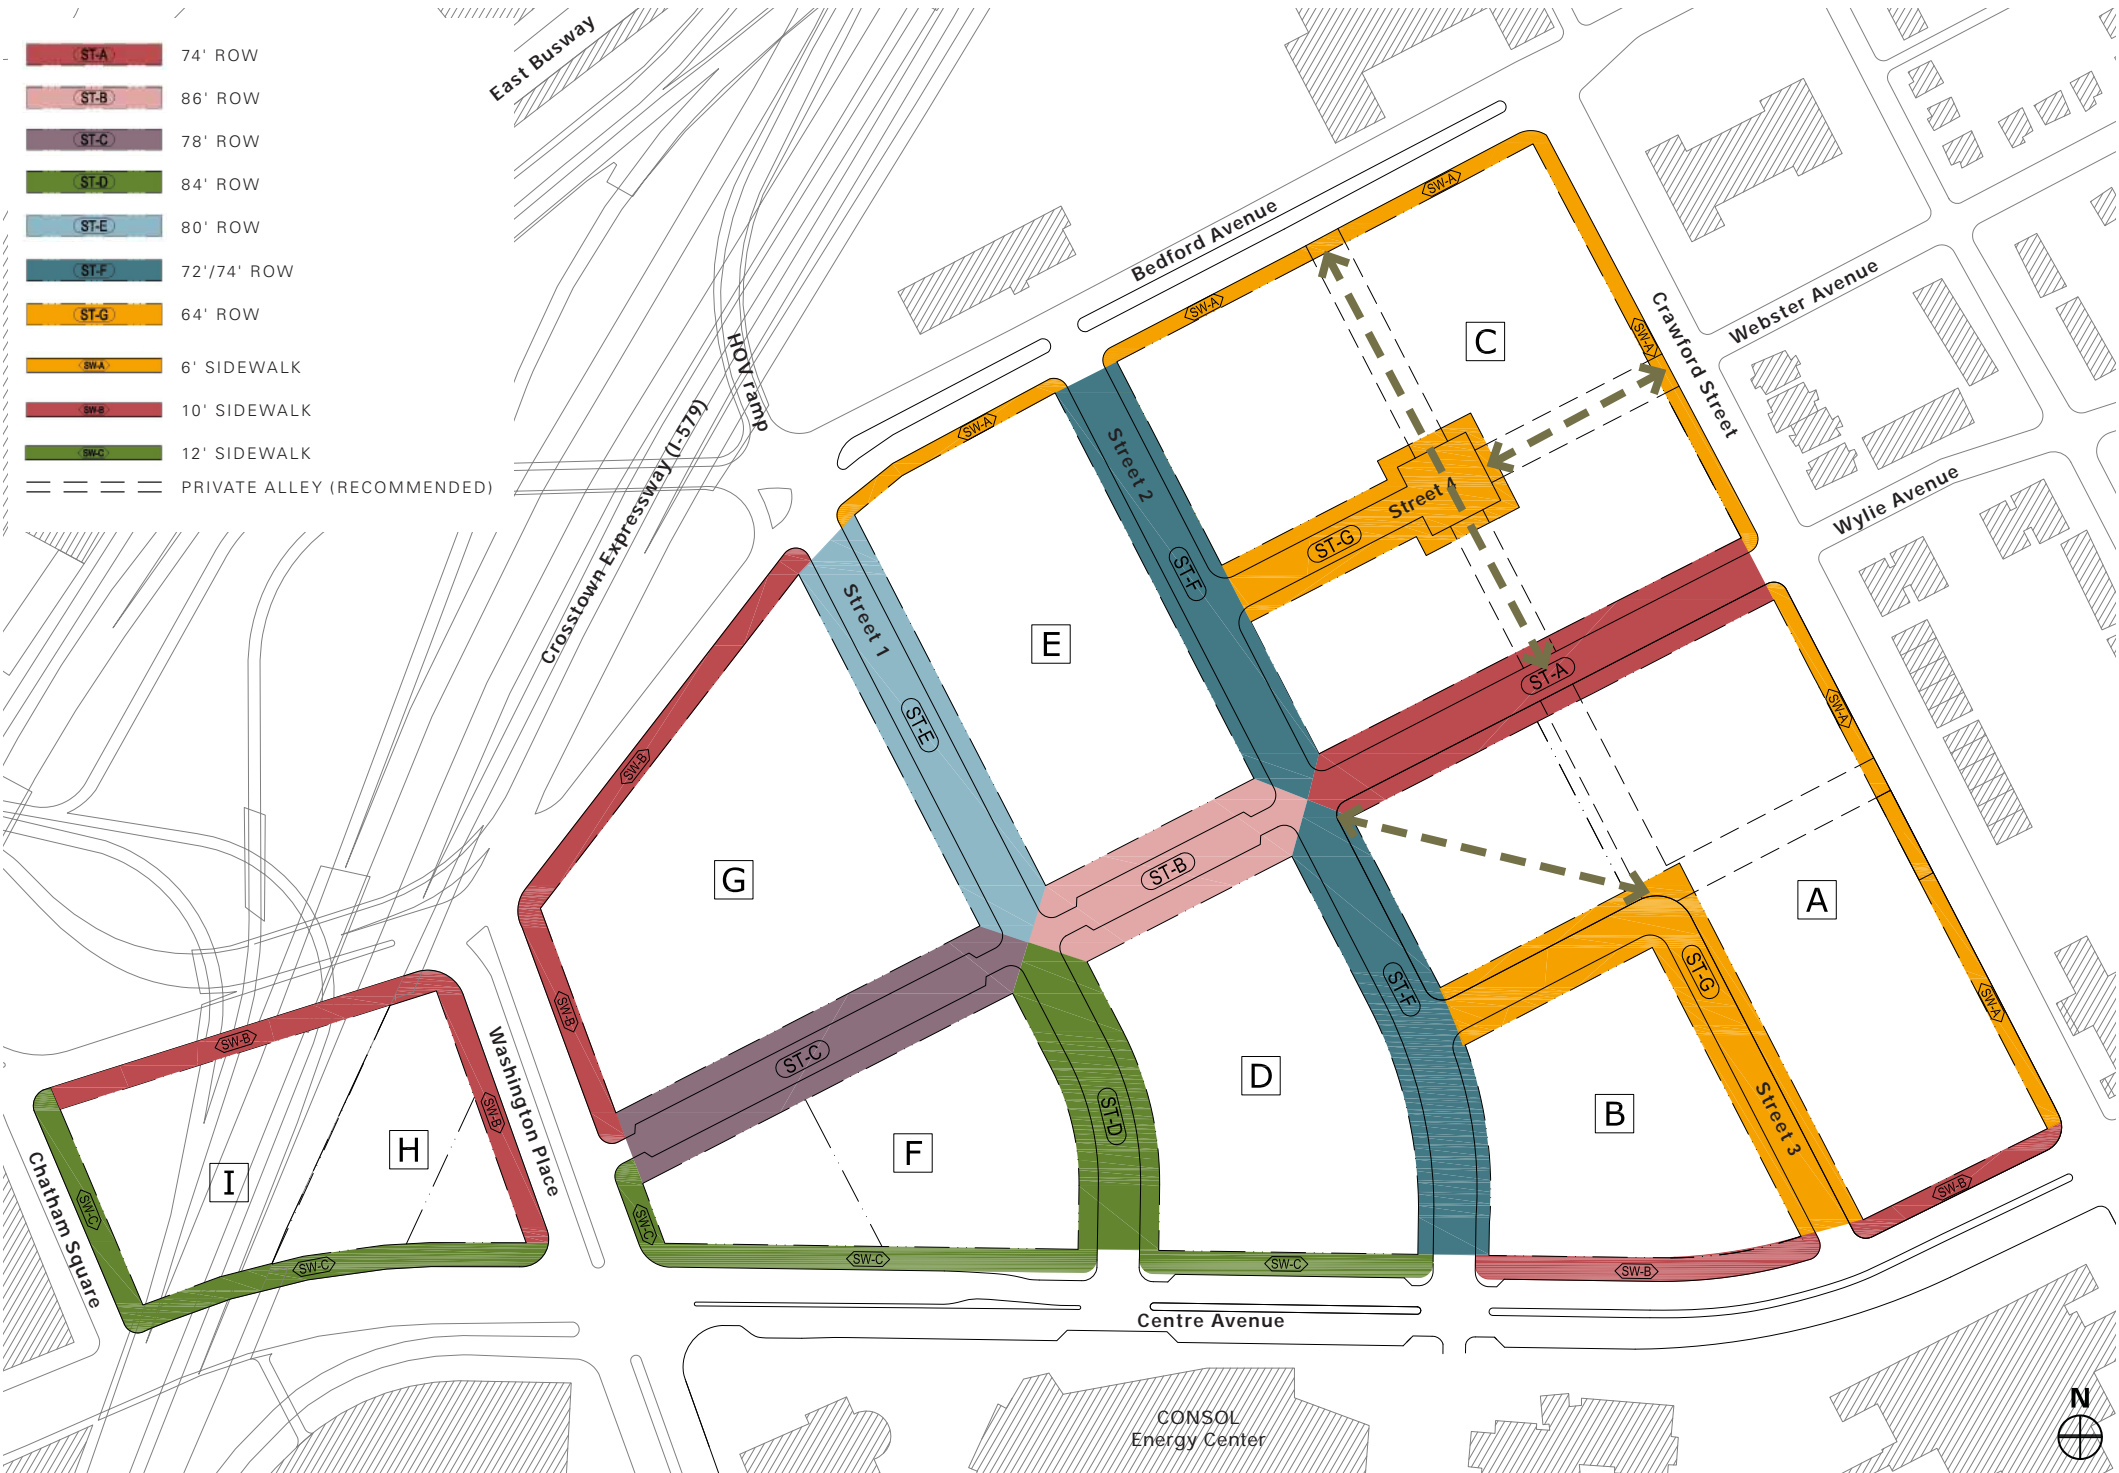 ST-A 74' ROW
ST-B 86' ROW
ST-C 78' ROW
ST-D 84' ROW
ST-E 80' ROW
ST-F 72'/74' ROW
ST-G 64' ROW
SW-A 6' SIDEWALK
SW-B 10' SIDEWALK
SW-C 12' SIDEWALK
PRIVATE ALLEY (RECOMMENDED)
East Busway
HOV ramp
Crosstown Expressway (I-579)
Bedford Avenue
SW-A
SW-A
SW-A
SW-A
Crawford Street
Webster Avenue
Wylie Avenue
C
Street 2
ST-F
Street 4
ST-G
Street 1
ST-E
E
ST-A
SW-A
SW-B
G
ST-B
A
ST-F
ST-G
SW-A
SW-B
ST-C
D
B
Street 3
ST-D
F
SW-B
SW-B
Washington Place
H
I
Chatham Square
SW-C
SW-C
SW-C
SW-C
SW-C
SW-B
SW-B
Centre Avenue
CONSOL
Energy Center
N